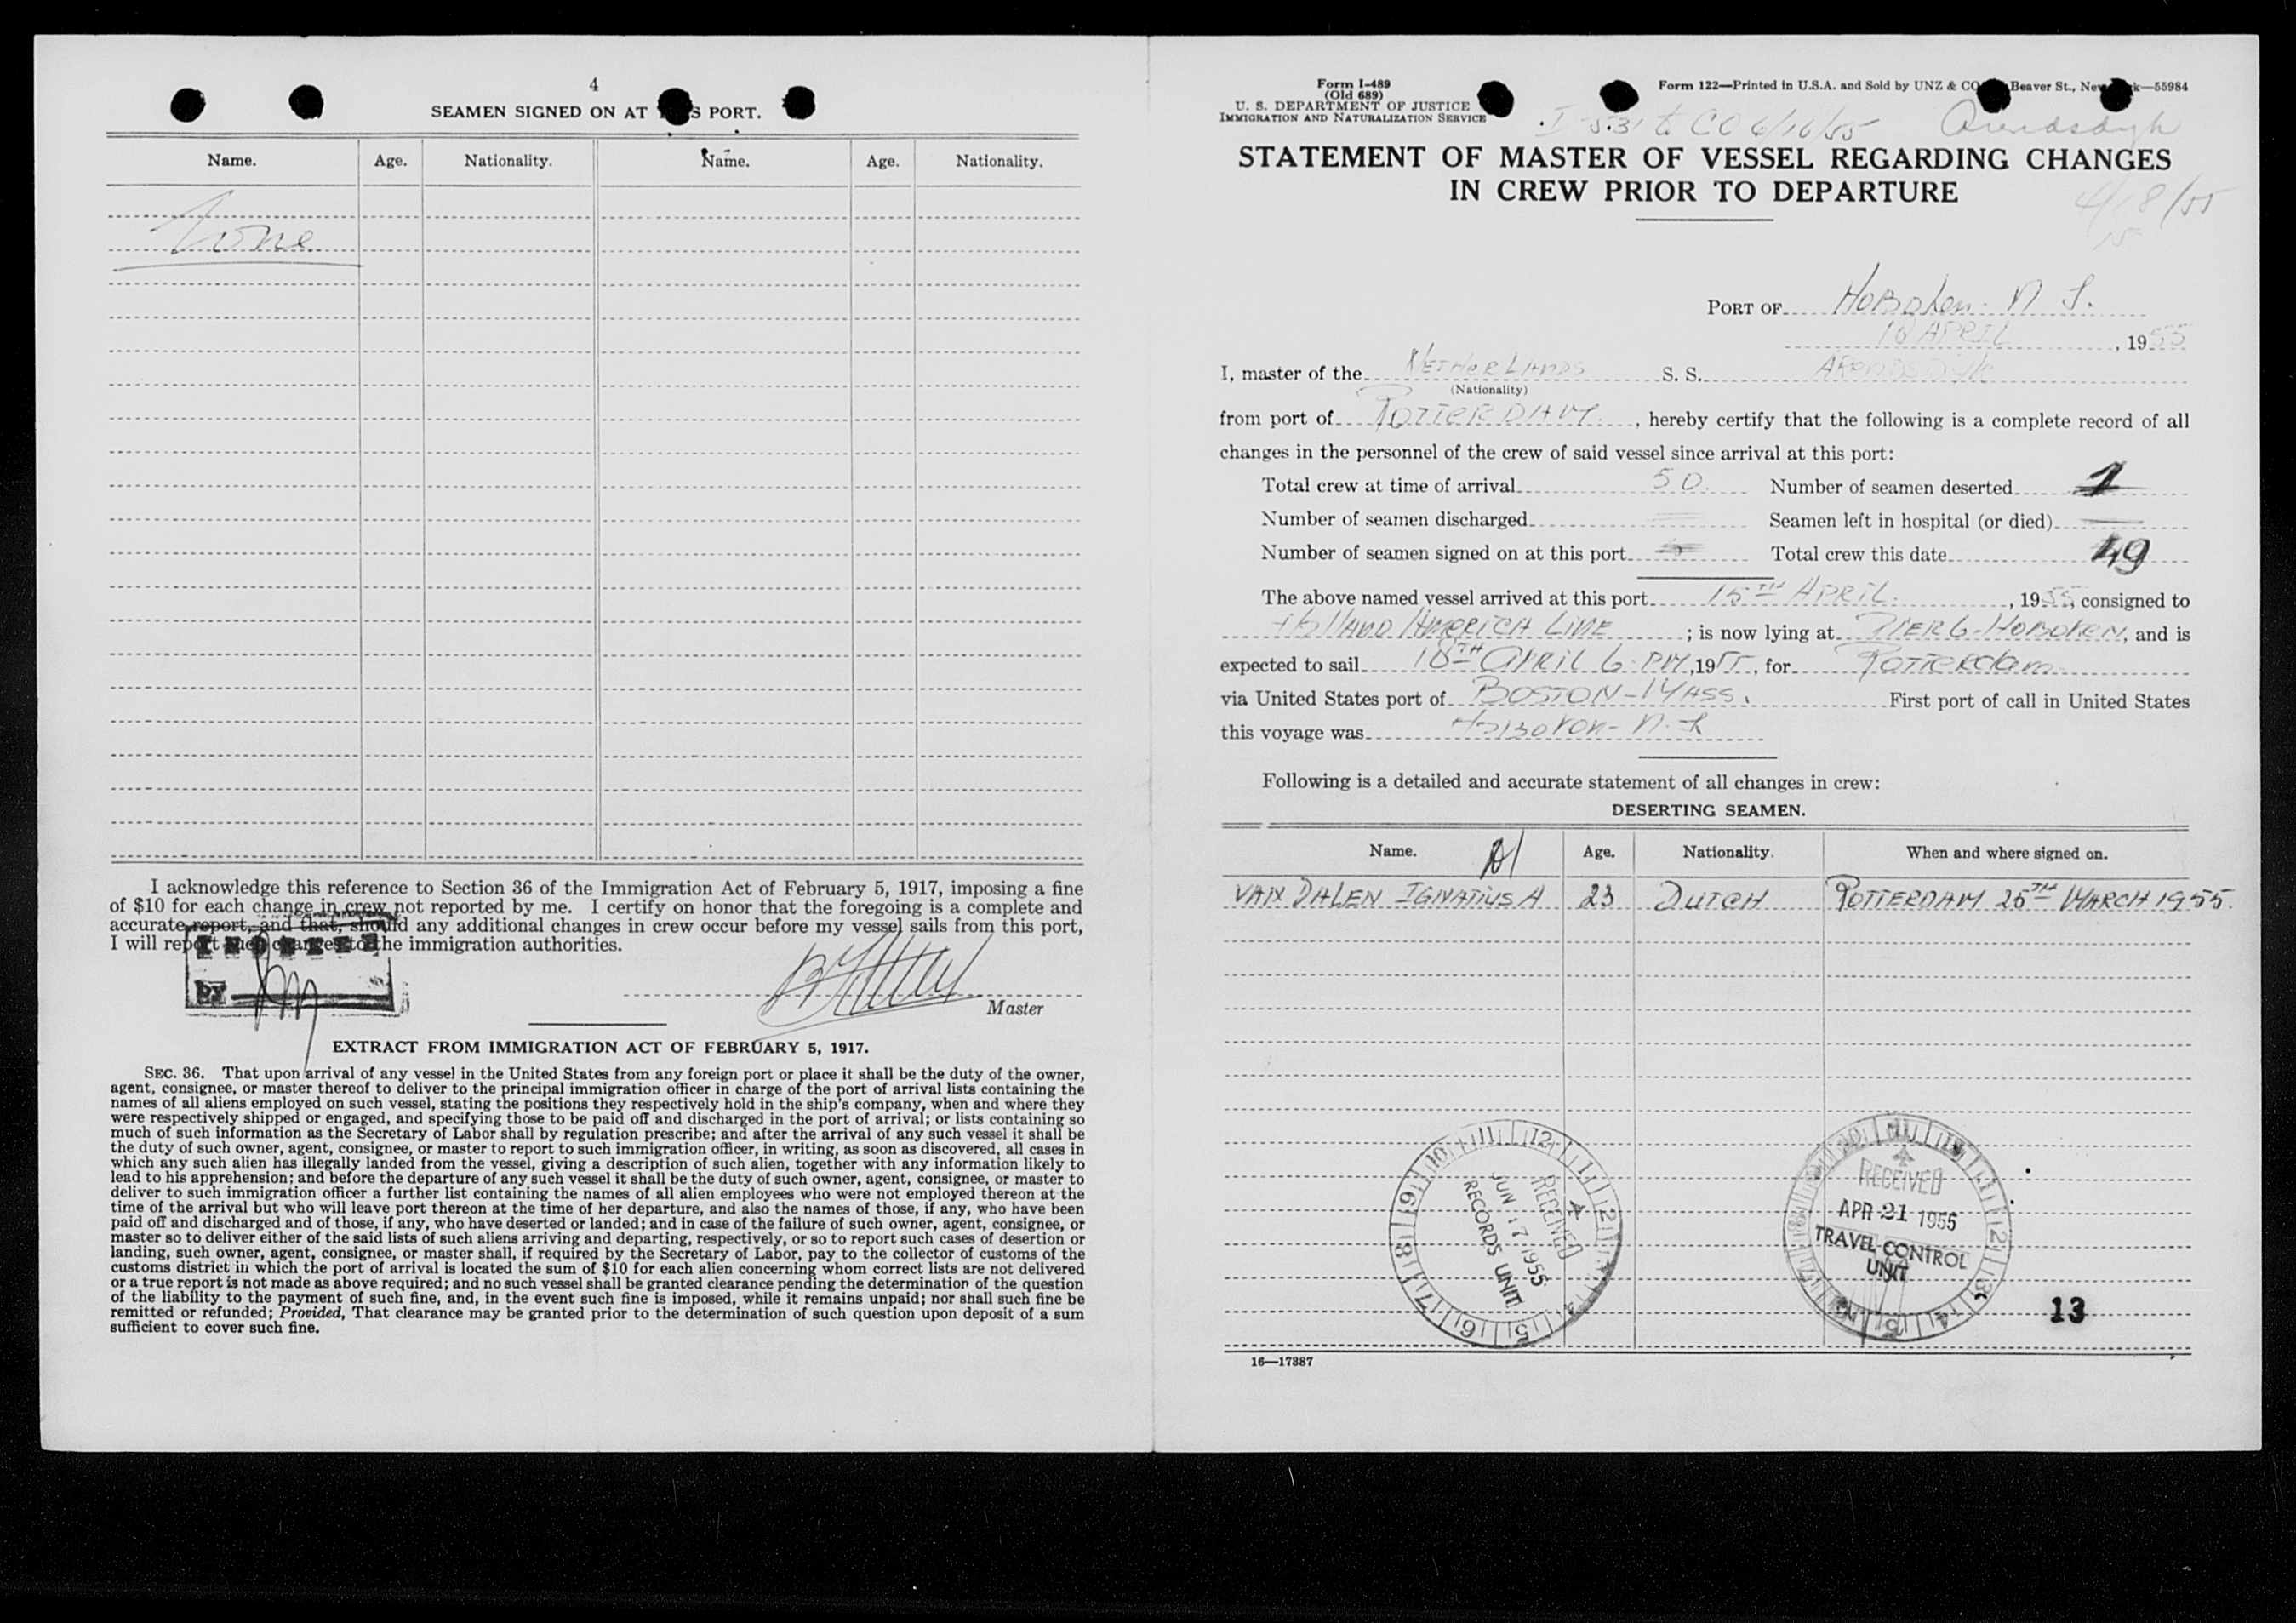 4
SEAMEN SIGNED ON AT S PORT.
Name. Age. Nationality. Name. Age. Nationality.
None
I acknowledge this reference to Section 36 of the Immigration Act of February 5, 1917, imposing a fine
of $10 for each change in crew not reported by me. I certify on honor that the foregoing is a complete and
accurate report, and that, should any additional changes in crew occur before my vessel sails from this port,
I will report such changes to the immigration authorities.
BY
Master
EXTRACT FROM IMMIGRATION ACT OF FEBRUARY 5, 1917.
SEC. 36. That upon arrival of any vessel in the United States from any foreign port or place it shall be the duty of the owner,
agent, consignee, or master thereof to deliver to the principal immigration officer in charge of the port of arrival lists containing the
names of all aliens employed on such vessel, stating the positions they respectively hold in the ship's company, when and where they
were respectively shipped or engaged, and specifying those to be paid off and discharged in the port of arrival; or lists containing so
much of such information as the Secretary of Labor shall by regulation prescribe; and after the arrival of any such vessel it shall be
the duty of such owner, agent, consignee, or master to report to such immigration officer, in writing, as soon as discovered, all cases in
which any such alien has illegally landed from the vessel, giving a description of such alien, together with any information likely to
lead to his apprehension; and before the departure of any such vessel it shall be the duty of such owner, agent, consignee, or master to
deliver to such immigration officer a further list containing the names of all alien employees who were not employed thereon at the
time of the arrival but who will leave port thereon at the time of her departure, and also the names of those, if any, who have been
paid off and discharged and of those, if any, who have deserted or landed; and in case of the failure of such owner, agent, consignee, or
master so to deliver either of the said lists of such aliens arriving and departing, respectively, or so to report such cases of desertion or
landing, such owner, agent, consignee, or master shall, if required by the Secretary of Labor, pay to the collector of customs of the
customs district in which the port of arrival is located the sum of $10 for each alien concerning whom correct lists are not delivered
or a true report is not made as above required; and no such vessel shall be granted clearance pending the determination of the question
of the liability to the payment of such fine, and, in the event such fine is imposed, while it remains unpaid; nor shall such fine be
remitted or refunded; Provided, That clearance may be granted prior to the determination of such question upon deposit of a sum
sufficient to cover such fine.
Form I-489
(Old 689)
U. S. DEPARTMENT OF JUSTICE
IMMIGRATION AND NATURALIZATION SERVICE
Form 122—Printed in U.S.A. and Sold by UNZ & CO Beaver St., New k—55984
I-531 to CO 6/16/55 Arendsdyk
STATEMENT OF MASTER OF VESSEL REGARDING CHANGES
IN CREW PRIOR TO DEPARTURE
4/18/55
15
PORT OF Hoboken - N. J.
18 APRIL, 1955
I, master of the NETHERLANDS S. S. ARENDSDYK
(Nationality)
from port of ROTTERDAM, hereby certify that the following is a complete record of all
changes in the personnel of the crew of said vessel since arrival at this port:
Total crew at time of arrival 50. Number of seamen deserted 1
Number of seamen discharged Seamen left in hospital (or died)
Number of seamen signed on at this port Total crew this date 49
The above named vessel arrived at this port 15TH APRIL, 1955, consigned to
HOLLAND AMERICA LINE; is now lying at PIER 6-HOBOKEN, and is
expected to sail 18TH APRIL 6 PM, 1955, for ROTTERdam
via United States port of BOSTON-MASS. First port of call in United States
this voyage was HOBOKEN- N. J.
Following is a detailed and accurate statement of all changes in crew:
DESERTING SEAMEN.
Name. Age. Nationality. When and where signed on.
VAN DALEN IGNATIUS A 23 DUTCH ROTTERDAM 25TH MARCH 1955.
RECEIVED
JUN 17 1955
RECORDS UNIT
RECEIVED
APR 21 1955
TRAVEL CONTROL
UNIT
13
16—17887